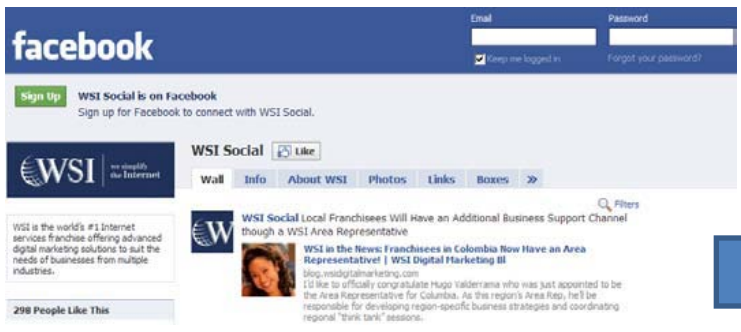 Email Password
facebook
Keep me logged in Forgot your password?
Sign Up WSI Social is on Facebook
Sign up for Facebook to connect with WSI Social.
WSI we simplify the Internet
WSI Social Like
Wall Info About WSI Photos Links Boxes »
Filters
WSI is the world's #1 Internet
services franchise offering advanced
digital marketing solutions to suit the
needs of businesses from multiple
industries.
298 People Like This
W
WSI Social Local Franchisees Will Have an Additional Business Support Channel
though a WSI Area Representative
WSI in the News: Franchisees in Colombia Now Have an Area
Representative! | WSI Digital Marketing Bl
blog.wsidigitalmarketing.com
I'd like to officially congratulate Hugo Valderrama who was just appointed to be
the Area Representative for Columbia. As this region's Area Rep, he'll be
responsible for developing region-specific business strategies and coordinating
regional "think tank" sessions.